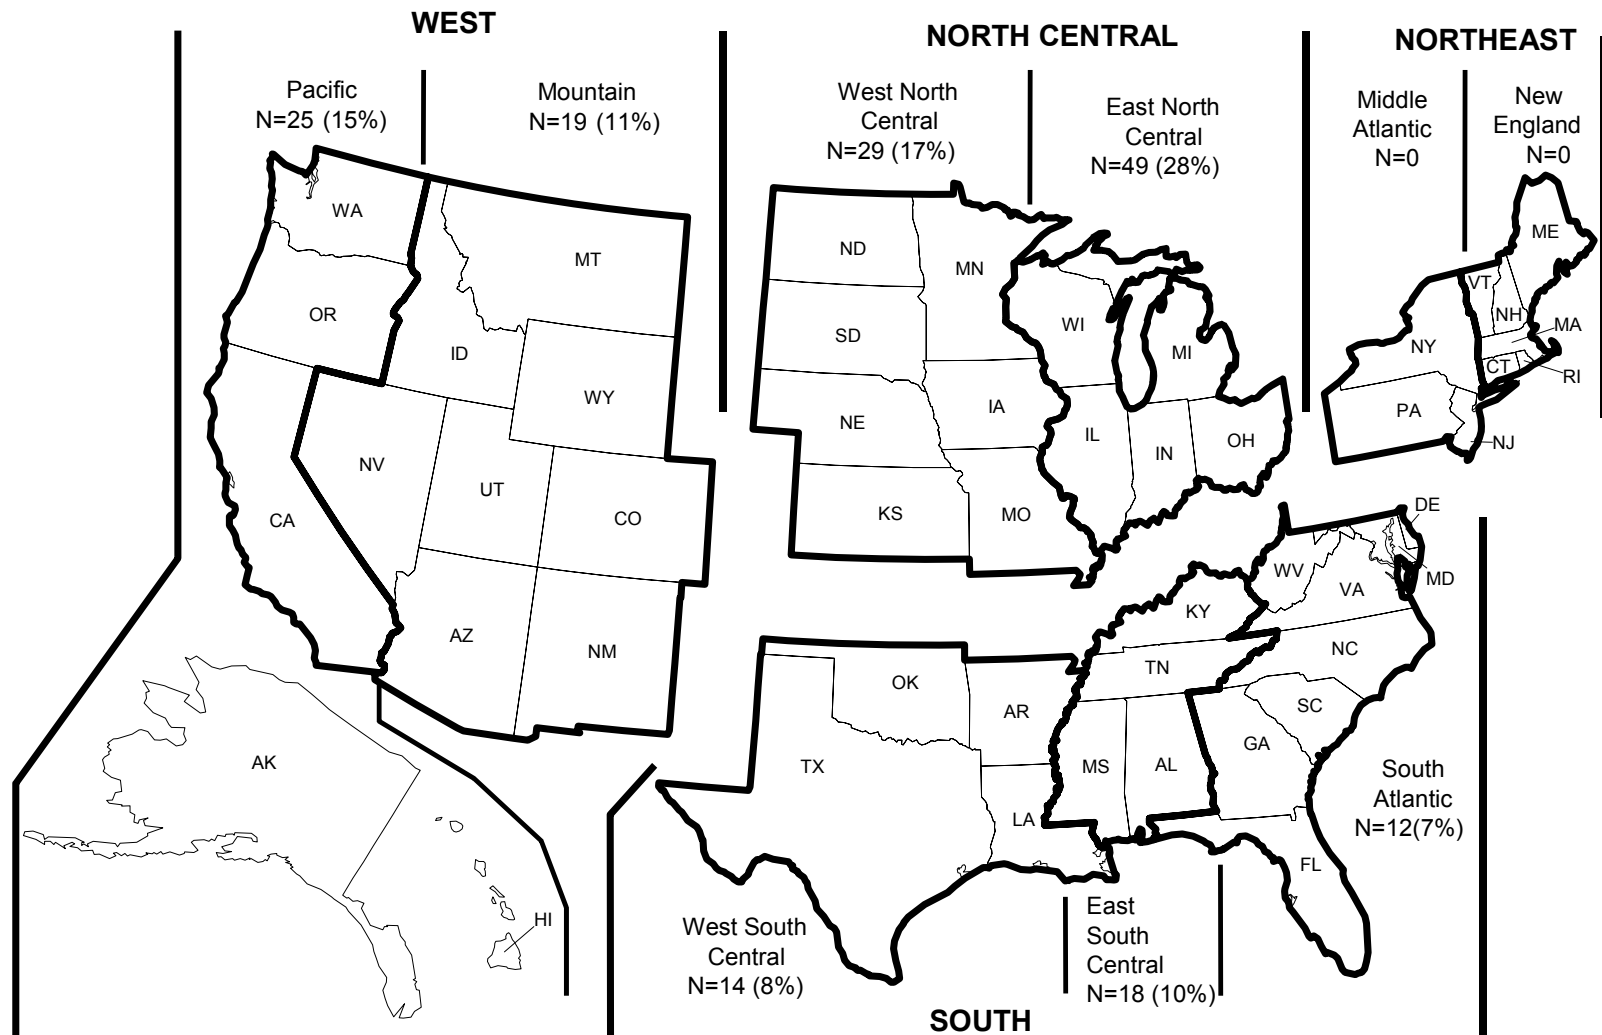 WEST
NORTH CENTRAL
NORTHEAST
Pacific
N=25 (15%)
Mountain
N=19 (11%)
West North
Central
N=29 (17%)
East North
Central
N=49 (28%)
Middle
Atlantic
N=0
New
England
N=0
WA
OR
CA
MT
ID
WY
NV
UT
CO
AZ
NM
AK
HI
ND
MN
SD
WI
MI
NE
IA
IL
IN
OH
KS
MO
ME
VT
NH
MA
NY
CT
RI
PA
NJ
DE
MD
WV
VA
KY
NC
TN
SC
OK
AR
TX
MS
AL
GA
LA
FL
South
Atlantic
N=12(7%)
West South
Central
N=14 (8%)
East
South
Central
N=18 (10%)
SOUTH